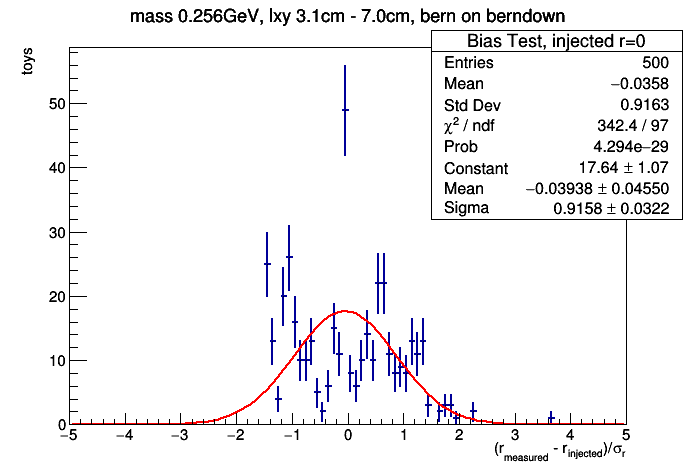 mass 0.256GeV, lxy 3.1cm - 7.0cm, bern on berndown
Bias Test, injected r=0
Entries 500
Mean −0.0358
Std Dev 0.9163
χ² / ndf 342.4 / 97
Prob 4.294e−29
Constant 17.64 ± 1.07
Mean −0.03938 ± 0.04550
Sigma 0.9158 ± 0.0322
toys
50
40
30
20
10
0
−5 −4 −3 −2 −1 0 1 2 3 4 5
(r_measured - r_injected)/σ_r